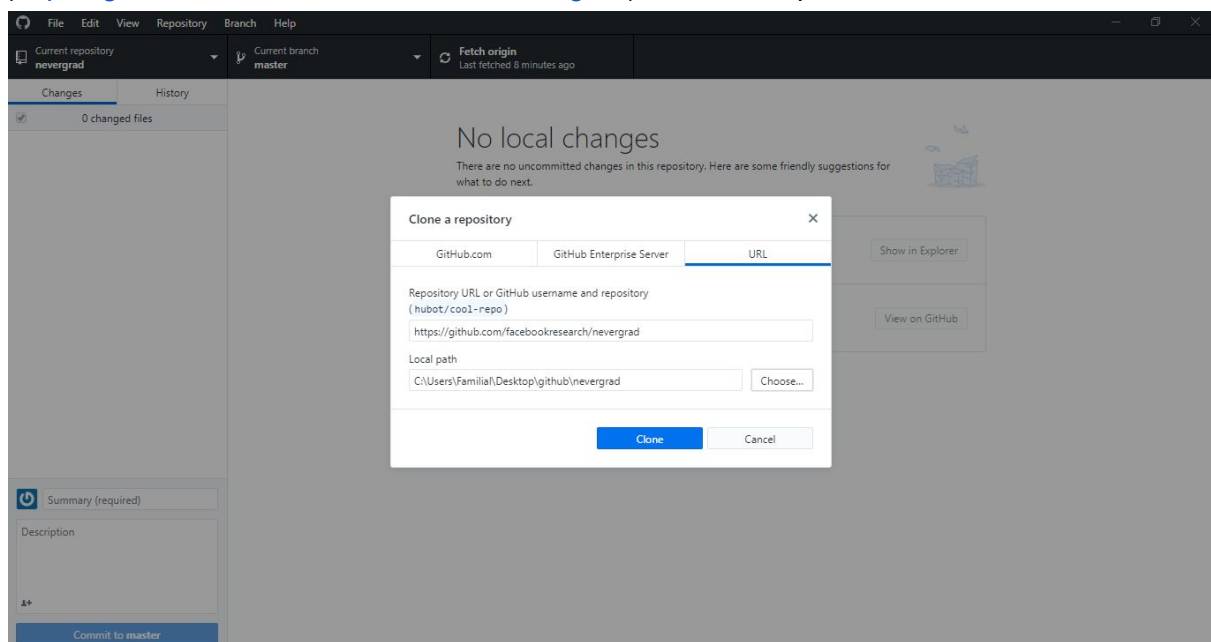 File Edit View Repository Branch Help
Current repository
nevergrad
Current branch
master
Fetch origin
Last fetched 8 minutes ago
Changes History
0 changed files
No local changes
There are no uncommitted changes in this repository. Here are some friendly suggestions for
what to do next.
Clone a repository
GitHub.com GitHub Enterprise Server URL
Show in Explorer
Repository URL or GitHub username and repository
(hubot/cool-repo)
https://github.com/facebookresearch/nevergrad
View on GitHub
Local path
C:\Users\Familial\Desktop\github\nevergrad
Choose...
Clone Cancel
Summary (required)
Description
Commit to master